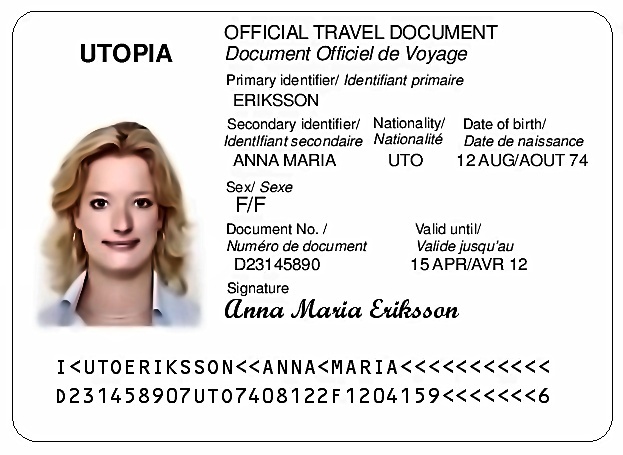 UTOPIA
OFFICIAL TRAVEL DOCUMENT
Document Officiel de Voyage
Primary identifier/ Identifiant primaire
ERIKSSON
Secondary identifier/ Nationality/ Date of birth/
Identifiant secondaire Nationalité Date de naissance
ANNA MARIA UTO 12 AUG/AOUT 74
Sex/ Sexe
F/F
Document No. / Valid until/
Numéro de document Valide jusqu'au
D23145890 15 APR/AVR 12
Signature
Anna Maria Eriksson
I<UTOERIKSSON<<ANNA<MARIA<<<<<<<<<<<
D231458907UTO7408122F1204159<<<<<<<6